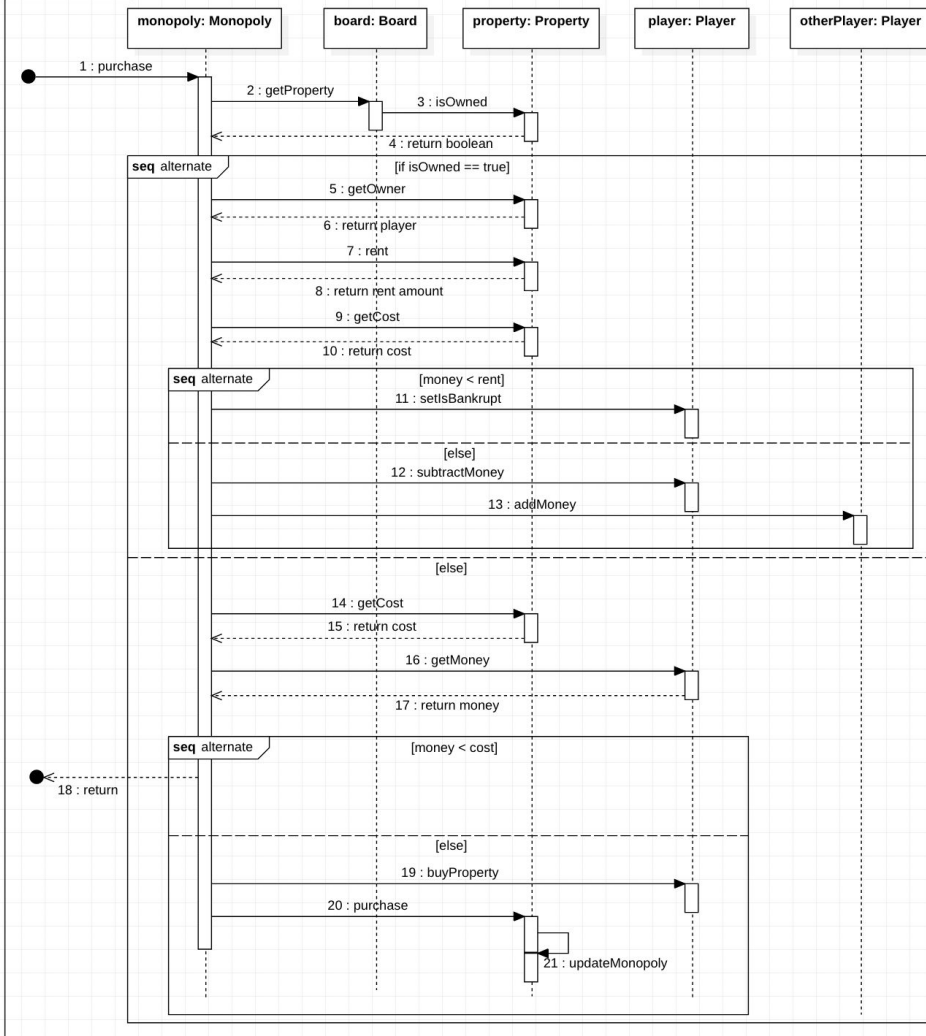 monopoly: Monopoly
board: Board
property: Property
player: Player
otherPlayer: Player
1 : purchase
2 : getProperty
3 : isOwned
4 : return boolean
seq alternate
[if isOwned == true]
5 : getOwner
6 : return player
7 : rent
8 : return rent amount
9 : getCost
10 : return cost
seq alternate
[money < rent]
11 : setIsBankrupt
[else]
12 : subtractMoney
13 : addMoney
[else]
14 : getCost
15 : return cost
16 : getMoney
17 : return money
seq alternate
[money < cost]
18 : return
[else]
19 : buyProperty
20 : purchase
21 : updateMonopoly